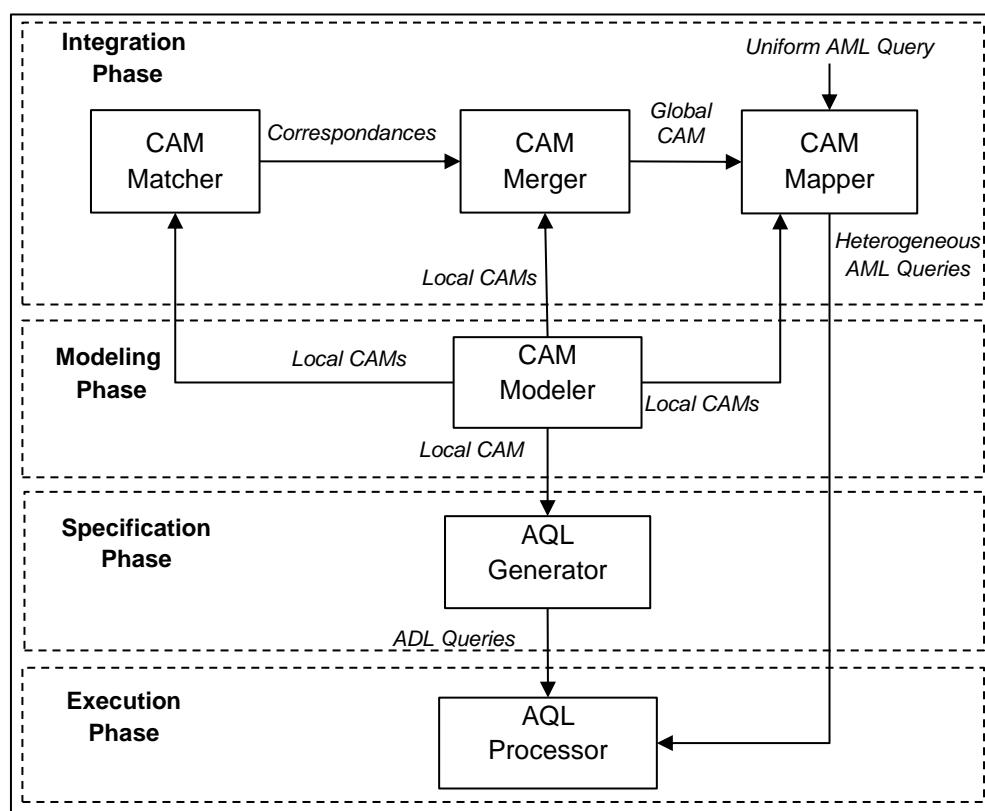 Integration
Phase
Uniform AML Query
CAM
Matcher
Correspondances
CAM
Merger
Global
CAM
CAM
Mapper
Heterogeneous
AML Queries
Local CAMs
Modeling
Phase
Local CAMs
CAM
Modeler
Local CAMs
Local CAM
Specification
Phase
AQL
Generator
ADL Queries
Execution
Phase
AQL
Processor